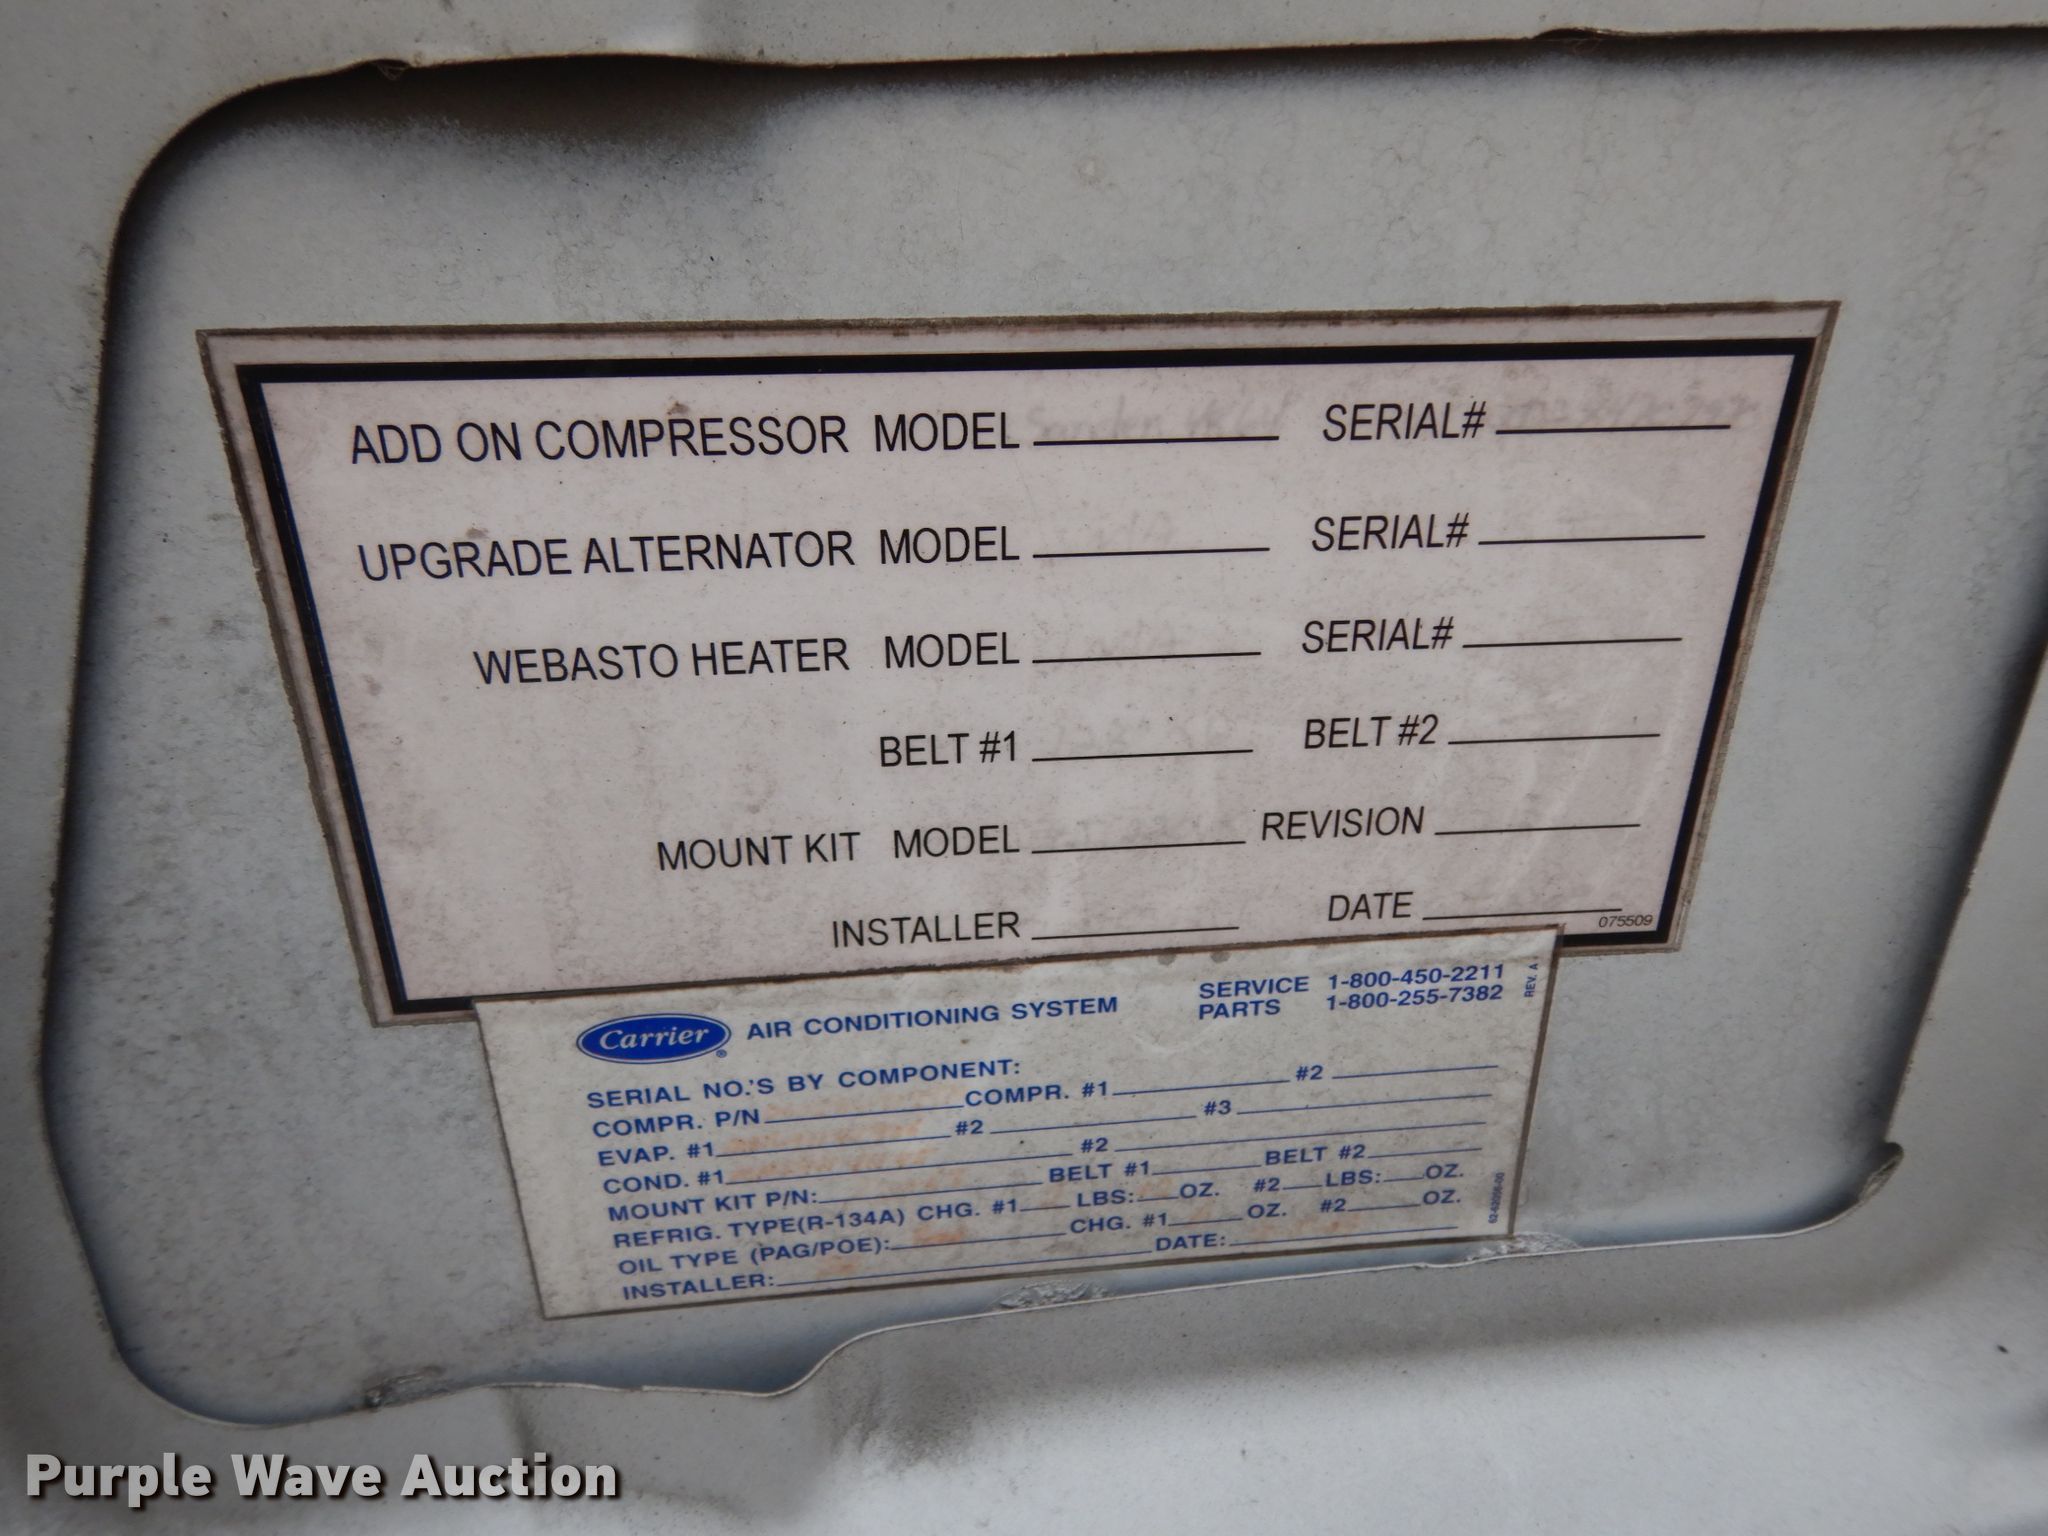 ADD ON COMPRESSOR MODEL Sanden SERIAL#
UPGRADE ALTERNATOR MODEL SERIAL#
WEBASTO HEATER MODEL SERIAL#
BELT #1 BELT #2
MOUNT KIT MODEL REVISION
INSTALLER DATE
075509
Carrier ® AIR CONDITIONING SYSTEM
SERVICE 1-800-450-2211
PARTS 1-800-255-7382
REV. A
SERIAL NO.'S BY COMPONENT:
COMPR. P/N COMPR. #1 #2
EVAP. #1 #2 #3
COND. #1 #2
MOUNT KIT P/N: BELT #1 BELT #2
REFRIG. TYPE(R-134A) CHG. #1 LBS: OZ. #2 LBS: OZ.
OIL TYPE (PAG/POE): CHG. #1 OZ. #2 OZ.
INSTALLER: DATE:
Purple Wave Auction